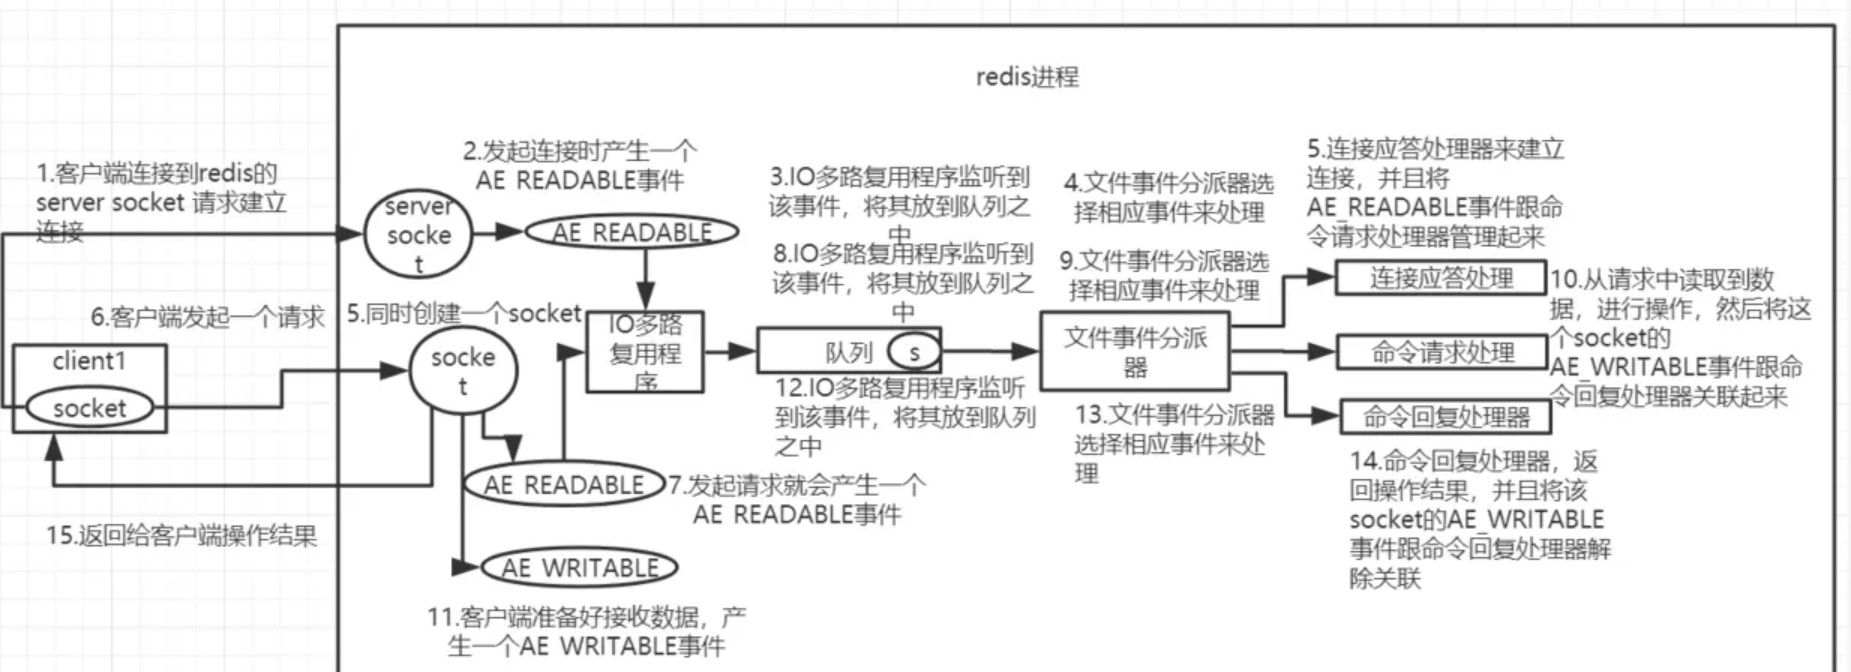 redis进程
1.客户端连接到redis的
server socket 请求建立
连接
2.发起连接时产生一个
AE READABLE事件
server
socke
t
AE READABLE
3.IO多路复用程序监听到
该事件，将其放到队列之
中
8.IO多路复用程序监听到
该事件，将其放到队列之
中
4.文件事件分派器选
择相应事件来处理
9.文件事件分派器选
择相应事件来处理
5.连接应答处理器来建立
连接，并且将
AE_READABLE事件跟命
令请求处理器管理起来
连接应答处理
10.从请求中读取到数
据，进行操作，然后将这
个socket的
AE_WRITABLE事件跟命
令回复处理器关联起来
6.客户端发起一个请求
5.同时创建一个socket
client1
socket
socke
t
IO多路
复用程
序
队列
s
文件事件分派
器
命令请求处理
命令回复处理器
12.IO多路复用程序监听
到该事件，将其放到队列
之中
13.文件事件分派器
选择相应事件来处
理
14.命令回复处理器，返
回操作结果，并且将该
socket的AE_WRITABLE
事件跟命令回复处理器解
除关联
AE READABLE
7.发起请求就会产生一个
AE READABLE事件
15.返回给客户端操作结果
AE WRITABLE
11.客户端准备好接收数据，产
生一个AE WRITABLE事件